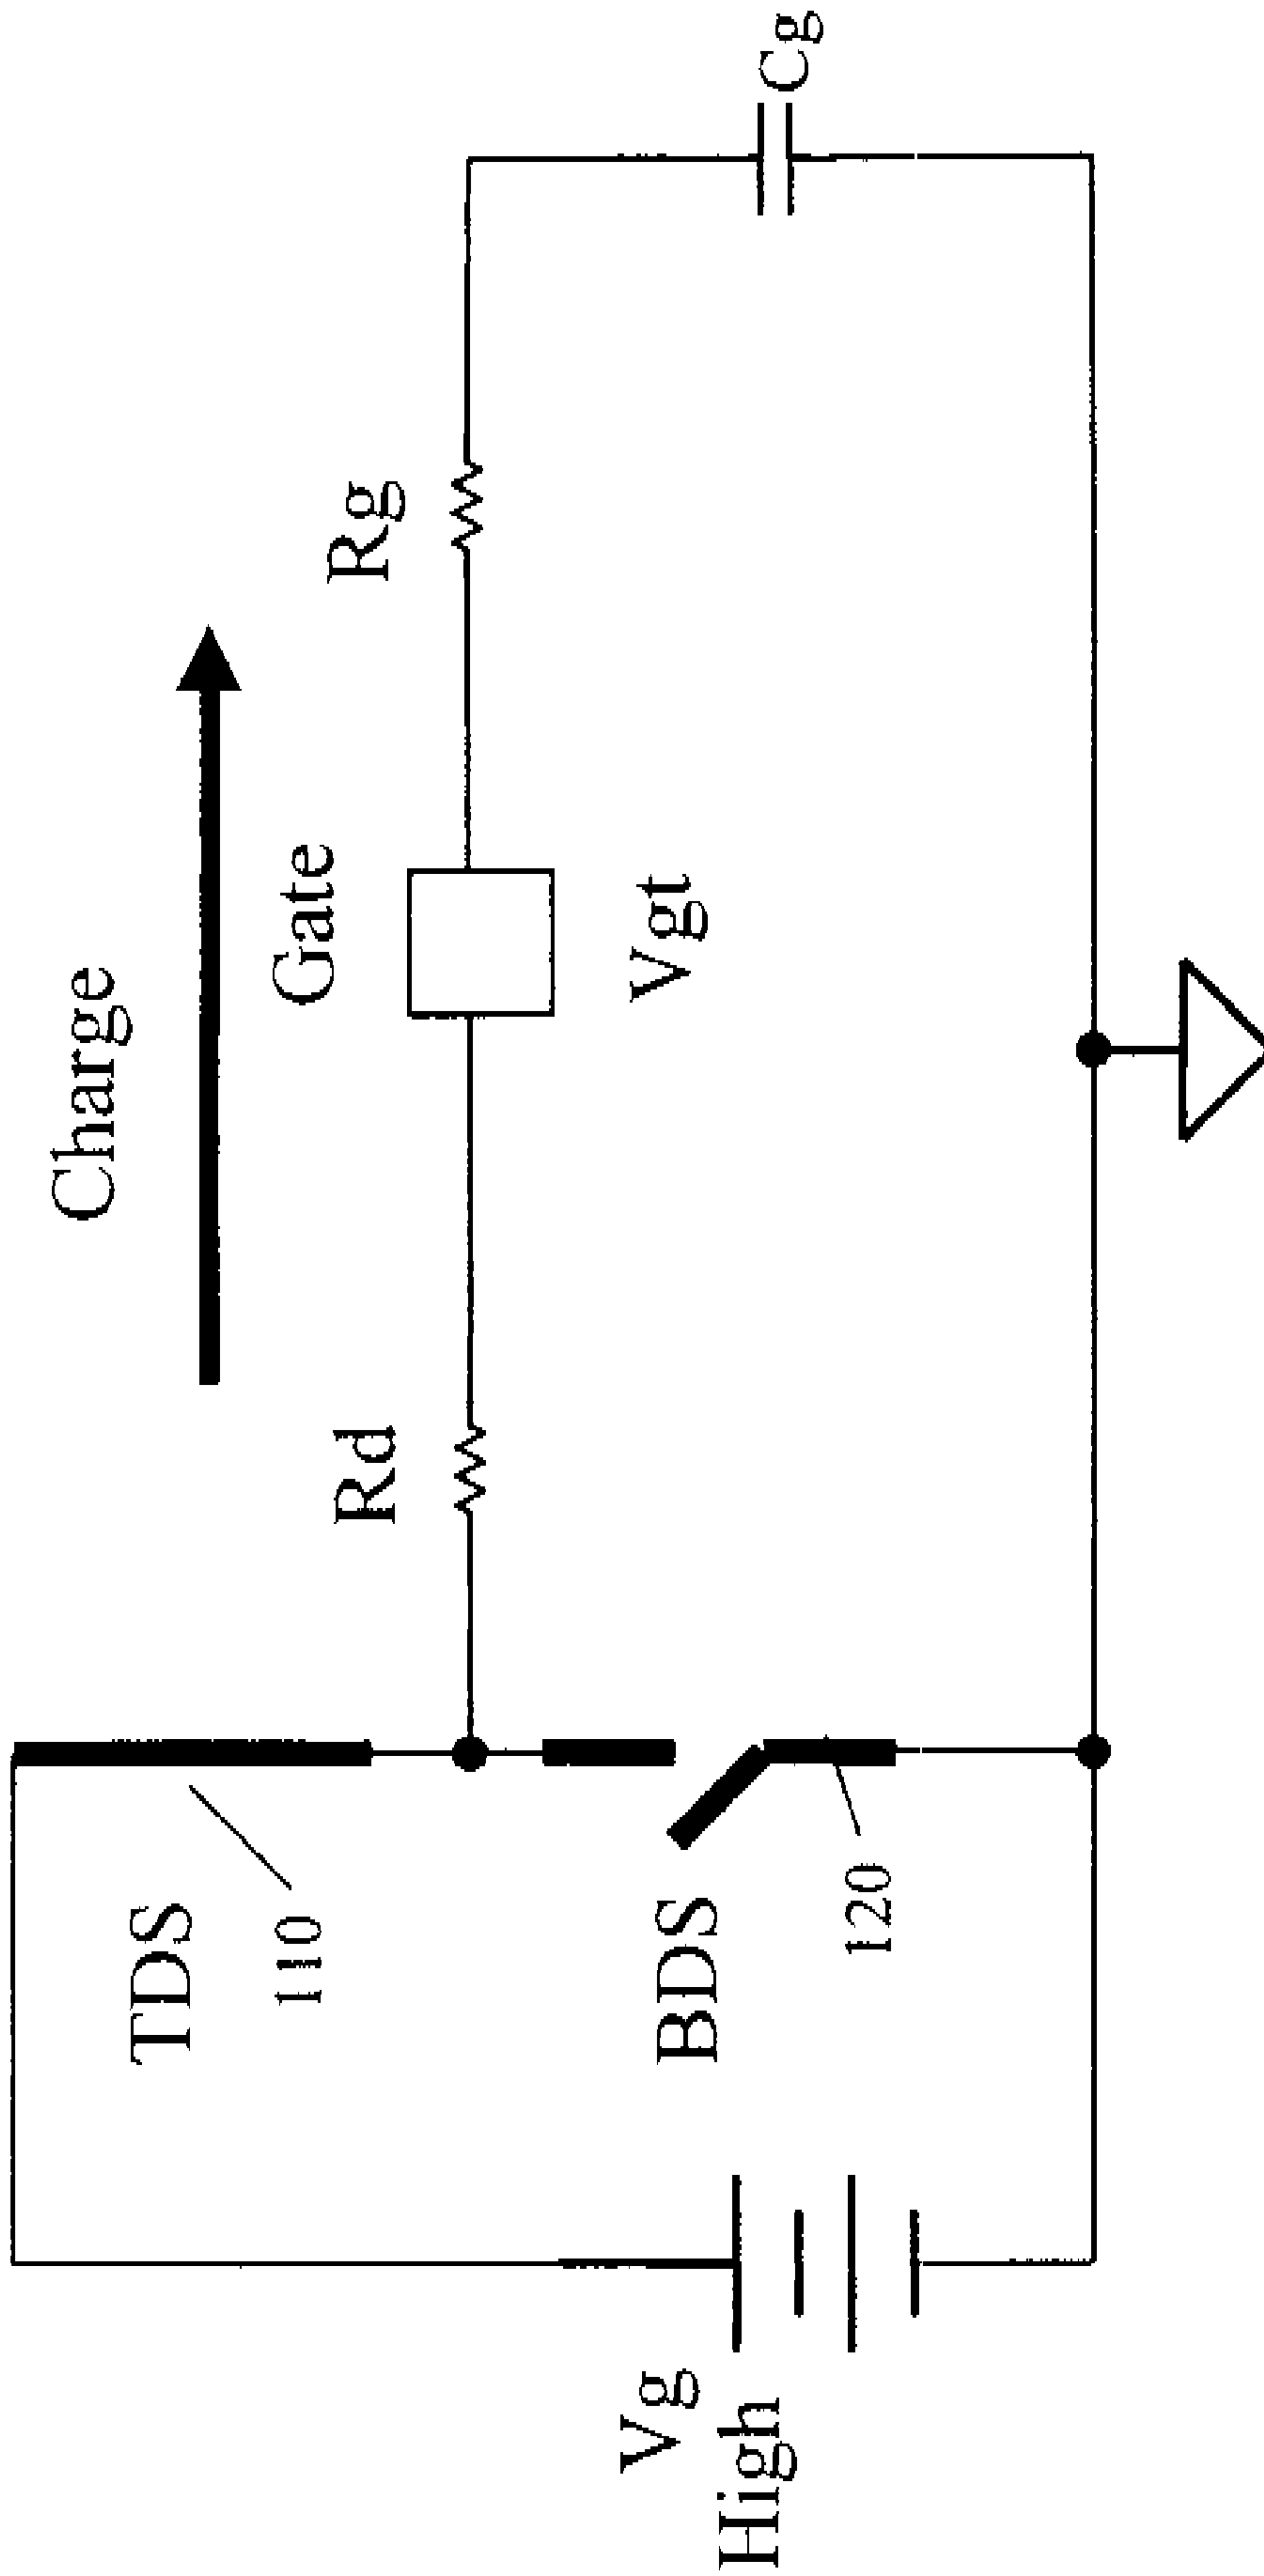 Charge
Gate
TDS
110
Rd
Rg
Vgt
Vg
High
BDS
120
Cg